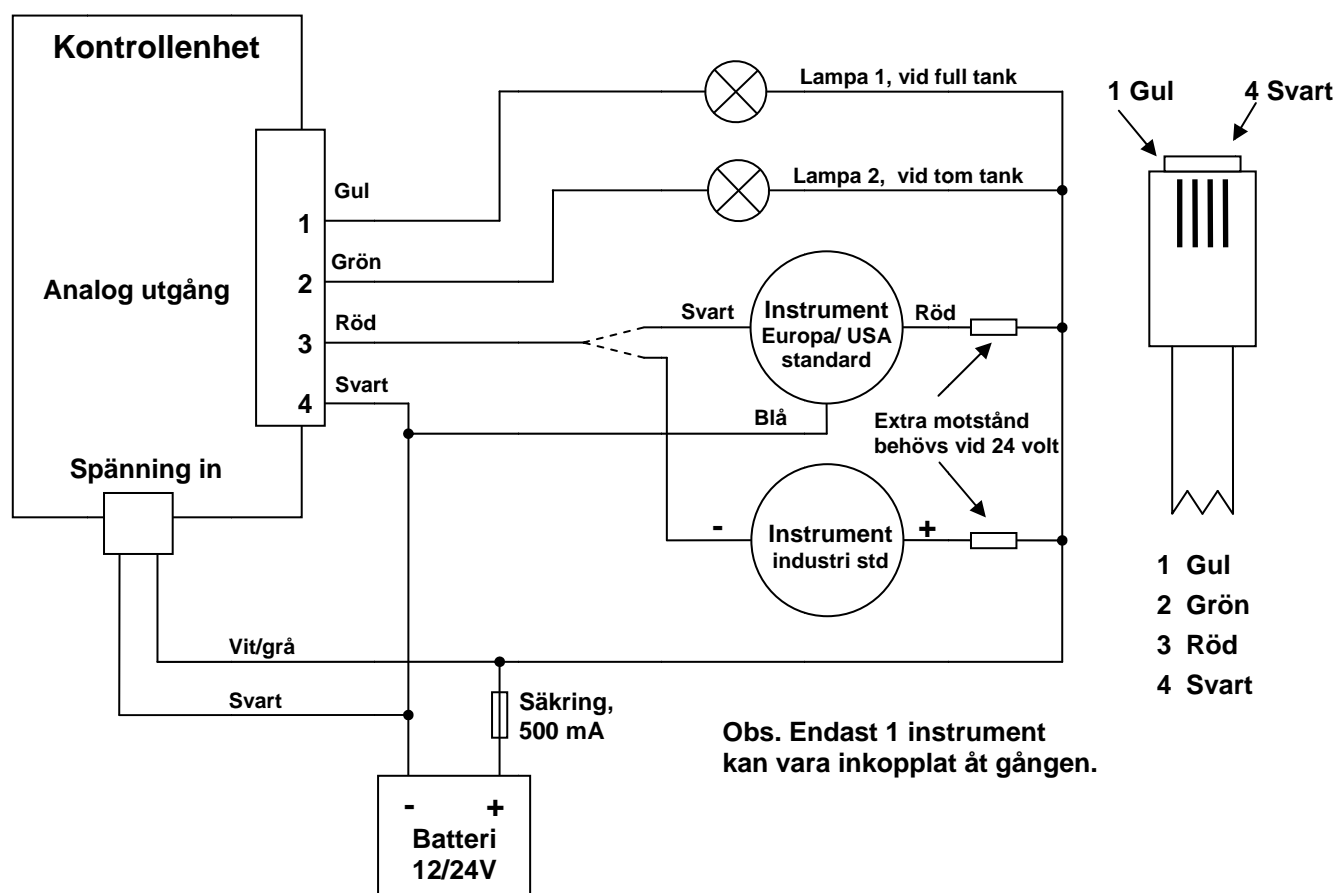 Kontrollenhet
Lampa 1, vid full tank
1 Gul
4 Svart
Gul
1
Lampa 2, vid tom tank
Grön
2
Analog utgång
Röd
3
Svart
Instrument
Europa/ USA
standard
Röd
Svart
4
Blå
Extra motstånd
behövs vid 24 volt
Spänning in
-
Instrument
industri std
+
1 Gul
2 Grön
3 Röd
4 Svart
Vit/grå
Svart
Säkring,
500 mA
Obs. Endast 1 instrument
kan vara inkopplat åt gången.
- +
Batteri
12/24V